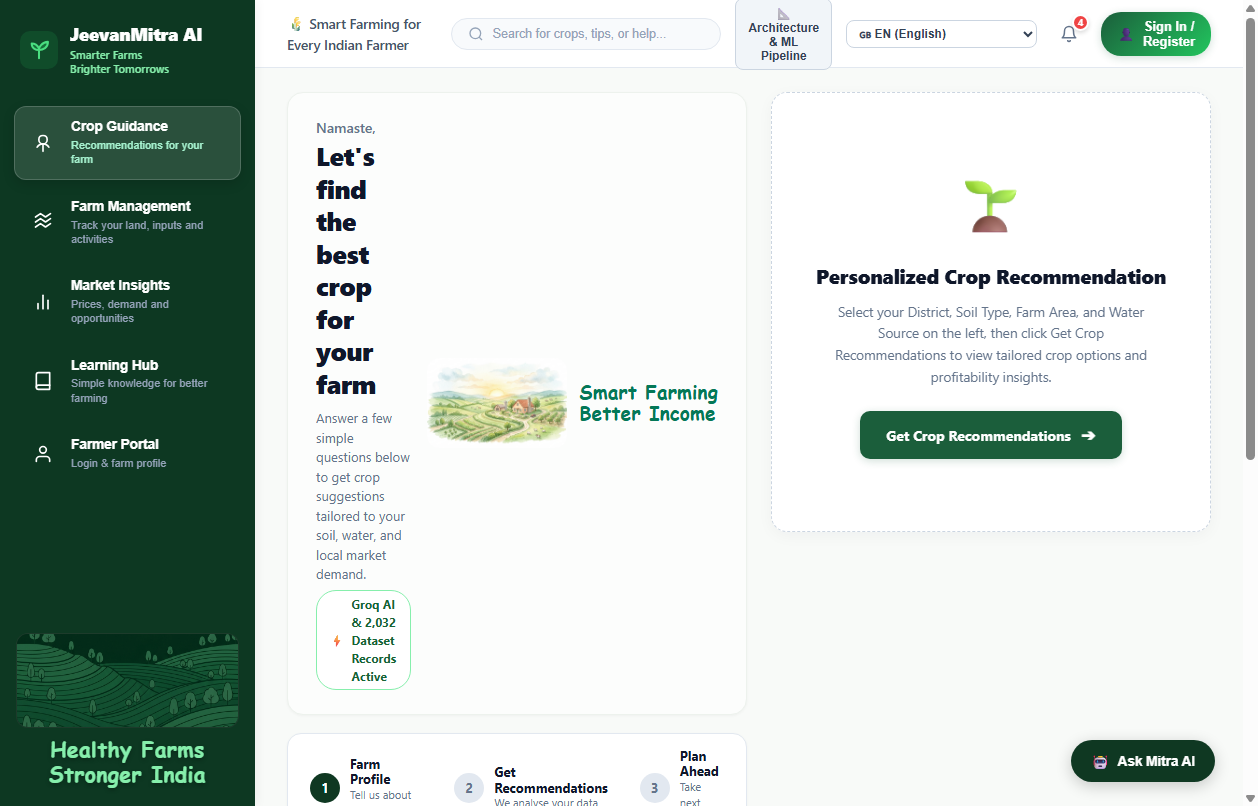 JeevanMitra AI
Smarter Farms
Brighter Tomorrows
Crop Guidance
Recommendations for your
farm
Farm Management
Track your land, inputs and
activities
Market Insights
Prices, demand and
opportunities
Learning Hub
Simple knowledge for better
farming
Farmer Portal
Login & farm profile
Healthy Farms
Stronger India
Smart Farming for
Every Indian Farmer
Search for crops, tips, or help...
Architecture
& ML
Pipeline
GB EN (English)
4
Sign In /
Register
Namaste,
Let's
find
the
best
crop
for
your
farm
Answer a few
simple
questions below
to get crop
suggestions
tailored to your
soil, water, and
local market
demand.
Groq AI
& 2,032
Dataset
Records
Active
Smart Farming
Better Income
Personalized Crop Recommendation
Select your District, Soil Type, Farm Area, and Water
Source on the left, then click Get Crop
Recommendations to view tailored crop options and
profitability insights.
Get Crop Recommendations ➔
1
Farm
Profile
Tell us about
2
Get
Recommendations
We analyse your data
3
Plan
Ahead
Take
next
Ask Mitra AI